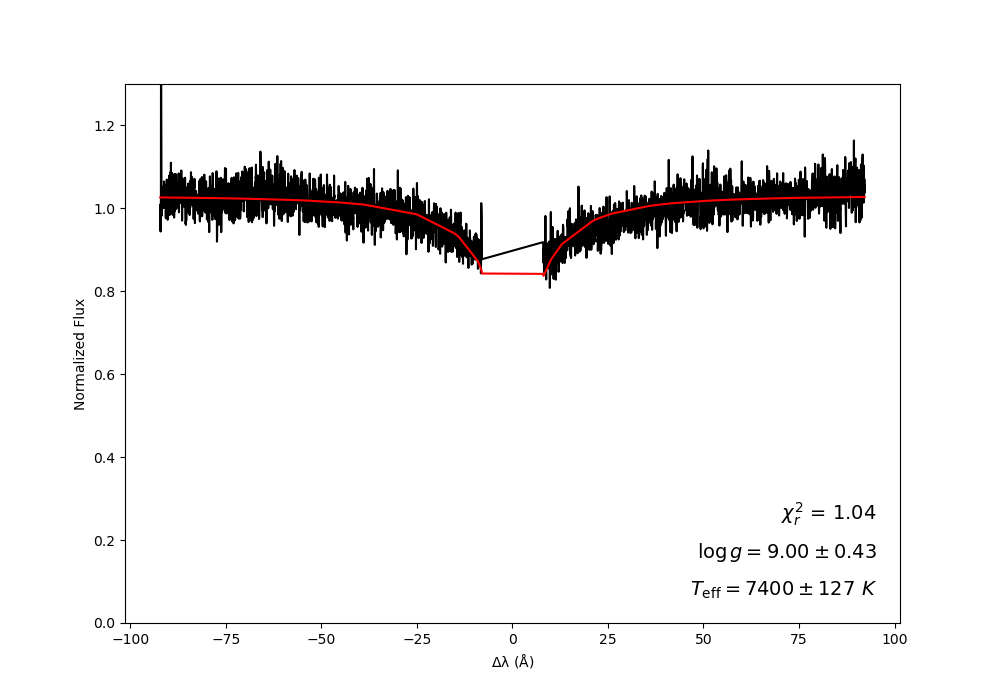 1.2
1.0
0.8
0.6
0.4
0.2
0.0
Normalized Flux
χ²ᵣ = 1.04
log g = 9.00 ± 0.43
T_eff = 7400 ± 127 K
−100 −75 −50 −25 0 25 50 75 100
Δλ (Å)